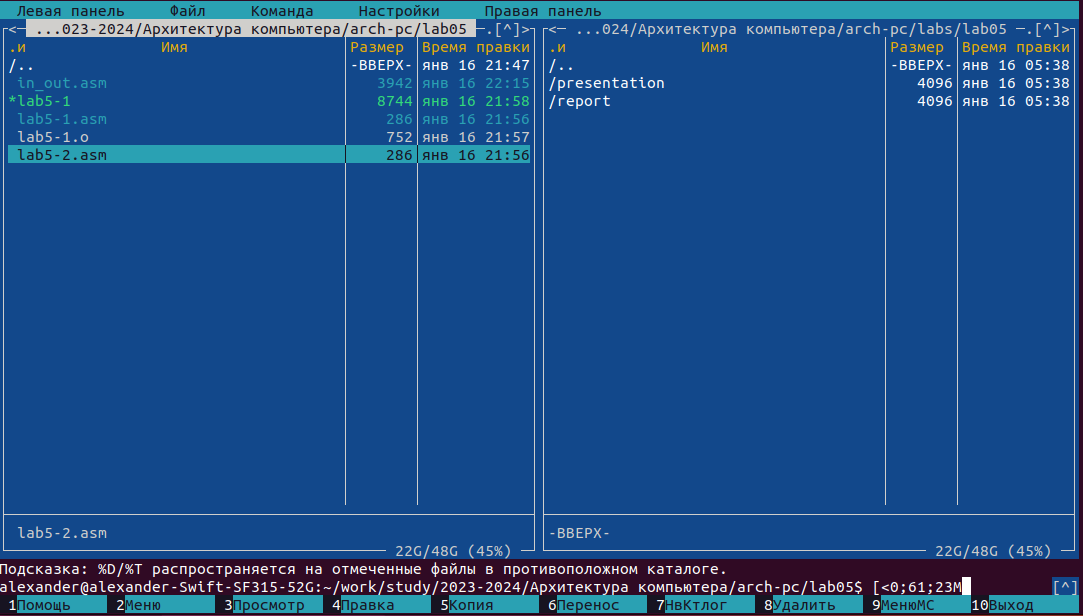 Левая панель Файл Команда Настройки Правая панель
<─ ...023-2024/Архитектура компьютера/arch-pc/lab05 ─.[^]> <─ ...024/Архитектура компьютера/arch-pc/labs/lab05 ─.[^]>
.и Имя Размер Время правки .и Имя Размер Время правки
/.. -ВВЕРХ- янв 16 21:47 /.. -ВВЕРХ- янв 16 05:38
in_out.asm 3942 янв 16 22:15 /presentation 4096 янв 16 05:38
*lab5-1 8744 янв 16 21:58 /report 4096 янв 16 05:38
lab5-1.asm 286 янв 16 21:56
lab5-1.o 752 янв 16 21:57
lab5-2.asm 286 янв 16 21:56
lab5-2.asm -ВВЕРХ-
22G/48G (45%) 22G/48G (45%)
Подсказка: %D/%T распространяется на отмеченные файлы в противоположном каталоге.
alexander@alexander-Swift-SF315-52G:~/work/study/2023-2024/Архитектура компьютера/arch-pc/lab05$ [<0;61;23M [^]
1Помощь 2Меню 3Просмотр 4Правка 5Копия 6Перенос 7НвКтлог 8Удалить 9МенюMC 10Выход